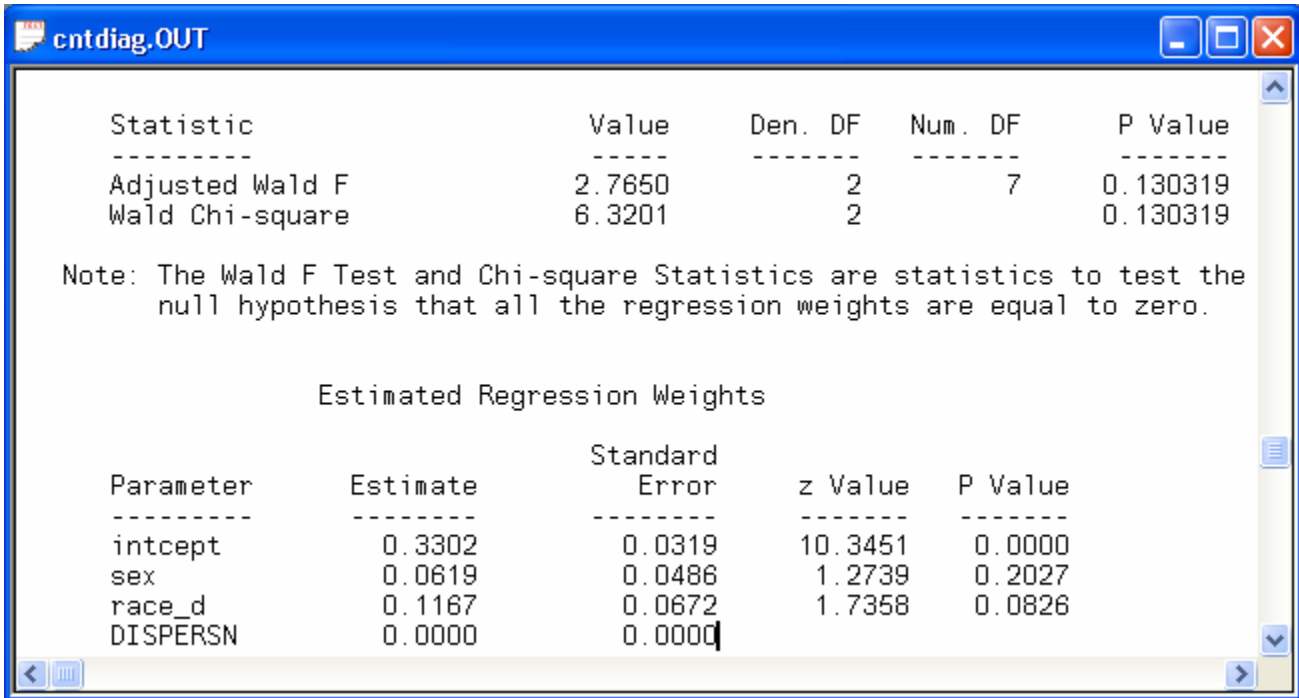 cntdiag.OUT
Statistic Value Den. DF Num. DF P Value
--------- ----- ------- ------- -------
Adjusted Wald F 2.7650 2 7 0.130319
Wald Chi-square 6.3201 2 0.130319
Note: The Wald F Test and Chi-square Statistics are statistics to test the
null hypothesis that all the regression weights are equal to zero.
Estimated Regression Weights
Standard
Parameter Estimate Error z Value P Value
--------- -------- -------- ------- -------
intcept 0.3302 0.0319 10.3451 0.0000
sex 0.0619 0.0486 1.2739 0.2027
race_d 0.1167 0.0672 1.7358 0.0826
DISPERSN 0.0000 0.0000